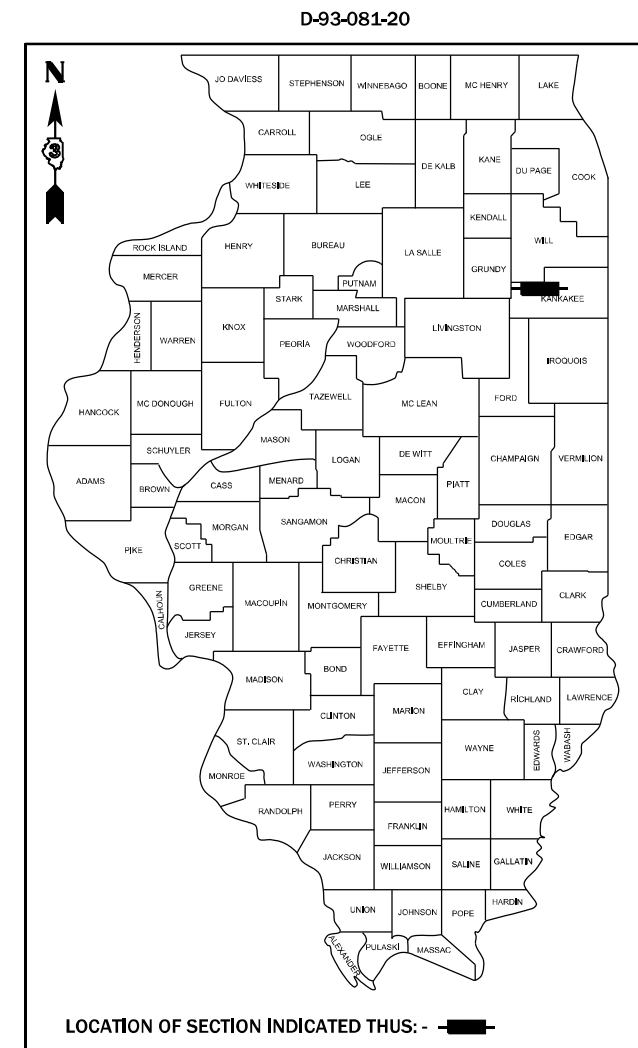 D-93-081-20
N
3
JO DAVIESS
STEPHENSON
WINNEBAGO
BOONE
MC HENRY
LAKE
CARROLL
OGLE
DE KALB
KANE
DU PAGE
COOK
WHITESIDE
LEE
KENDALL
WILL
ROCK ISLAND
HENRY
BUREAU
LA SALLE
GRUNDY
MERCER
PUTNAM
KANKAKEE
STARK
MARSHALL
HENDERSON
WARREN
KNOX
PEORIA
WOODFORD
LIVINGSTON
IROQUOIS
HANCOCK
MC DONOUGH
FULTON
TAZEWELL
MC LEAN
FORD
MASON
SCHUYLER
LOGAN
DE WITT
CHAMPAIGN
VERMILION
ADAMS
BROWN
CASS
MENARD
PIATT
MACON
MORGAN
SANGAMON
DOUGLAS
EDGAR
PIKE
SCOTT
CHRISTIAN
MOULTRIE
COLES
GREENE
SHELBY
CALHOUN
MACOUPIN
MONTGOMERY
CUMBERLAND
CLARK
JERSEY
FAYETTE
EFFINGHAM
JASPER
CRAWFORD
MADISON
BOND
CLAY
RICHLAND
LAWRENCE
CLINTON
MARION
ST. CLAIR
WAYNE
EDWARDS
WABASH
WASHINGTON
JEFFERSON
MONROE
RANDOLPH
PERRY
HAMILTON
WHITE
FRANKLIN
JACKSON
WILLIAMSON
SALINE
GALLATIN
UNION
JOHNSON
POPE
HARDIN
ALEXANDER
PULASKI
MASSAC
LOCATION OF SECTION INDICATED THUS: -